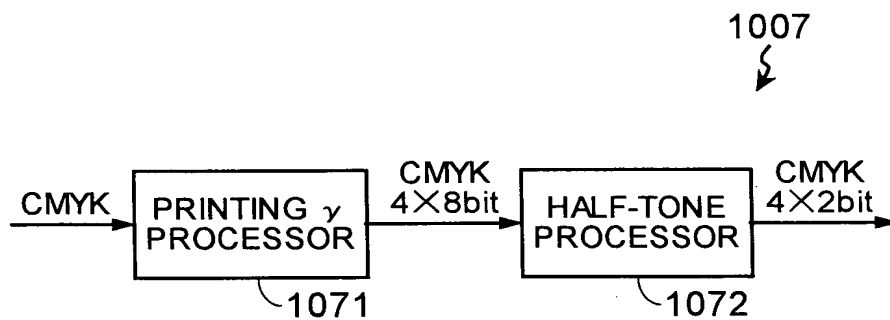 1007
CMYK
PRINTING γ
PROCESSOR
CMYK
4×8bit
HALF-TONE
PROCESSOR
CMYK
4×2bit
1071
1072